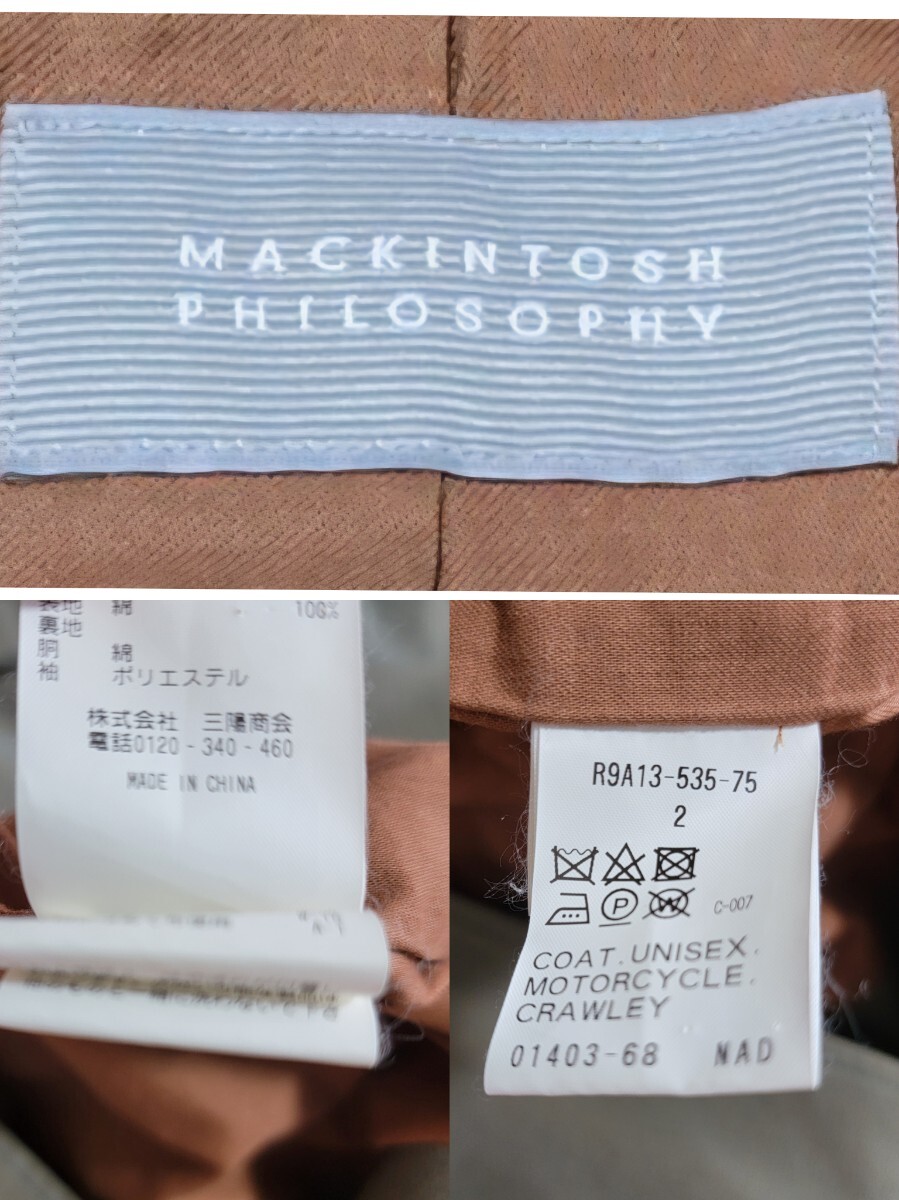 MACKINTOSH
PHILOSOPHY
表地 綿 100%
裏地
胴 綿
袖 ポリエステル
株式会社 三陽商会
電話0120-340-460
MADE IN CHINA
R9A13-535-75
2
P W C-007
COAT.UNISEX.
MOTORCYCLE.
CRAWLEY
01403-68 NAD